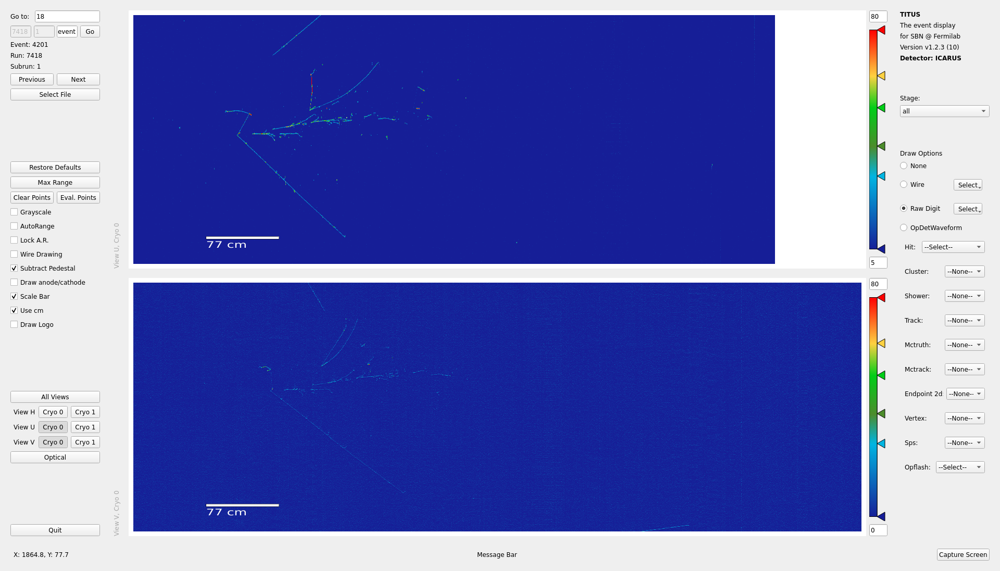 Go to: 18
7418 1 event Go
Event: 4201
Run: 7418
Subrun: 1
Previous Next
Select File
Restore Defaults
Max Range
Clear Points Eval. Points
Grayscale
AutoRange
Lock A.R.
Wire Drawing
Subtract Pedestal
Draw anode/cathode
Scale Bar
Use cm
Draw Logo
All Views
View H Cryo 0 Cryo 1
View U Cryo 0 Cryo 1
View V Cryo 0 Cryo 1
Optical
Quit
X: 1864.8, Y: 77.7
View U, Cryo 0
77 cm
80
5
View V, Cryo 0
77 cm
80
0
Message Bar
TITUS
The event display
for SBN @ Fermilab
Version v1.2.3 (10)
Detector: ICARUS
Stage:
all
Draw Options
None
Wire Select
Raw Digit Select
OpDetWaveform
Hit: --Select--
Cluster: --None--
Shower: --None--
Track: --None--
Mctruth: --None--
Mctrack: --None--
Endpoint 2d: --None--
Vertex: --None--
Sps: --None--
Opflash: --Select--
Capture Screen